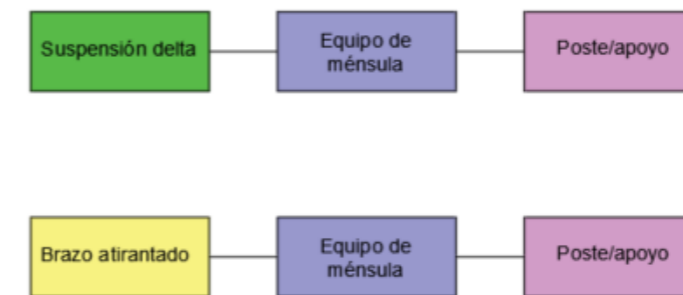 Suspensión delta
Equipo de
ménsula
Poste/apoyo
Brazo atirantado
Equipo de
ménsula
Poste/apoyo